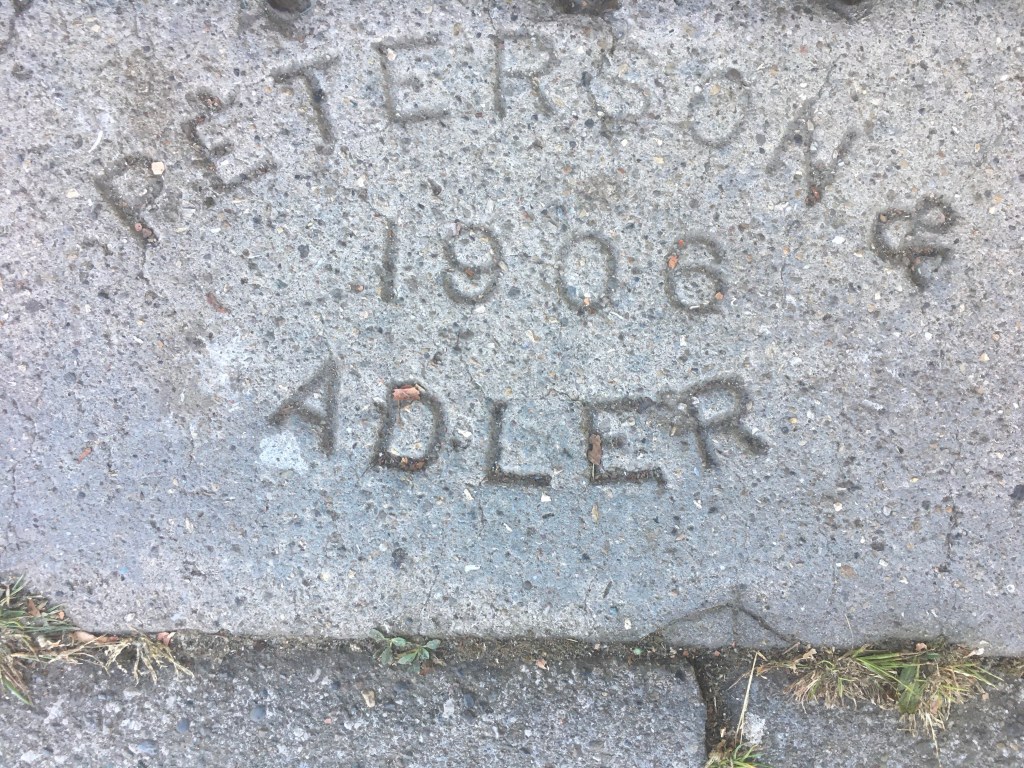 PETERSON &
1906
ADLER